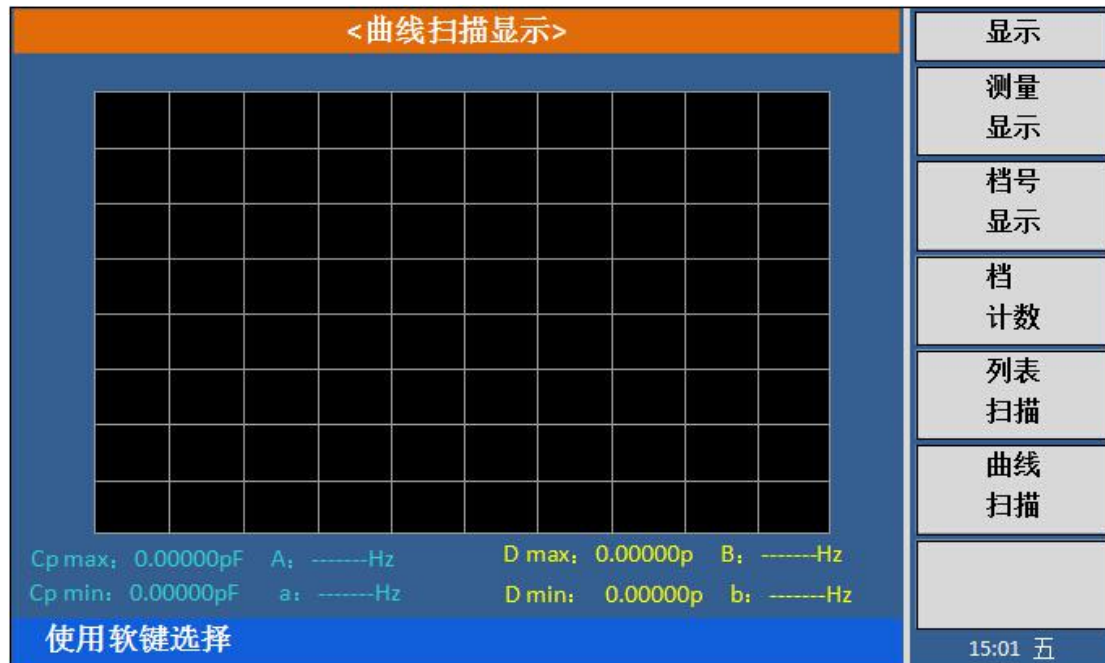 <曲线扫描显示>
Cp max： 0.00000pF A： -------Hz D max： 0.00000p B： -------Hz
Cp min： 0.00000pF a： -------Hz D min： 0.00000p b： -------Hz
使用软键选择
显示
测量
显示
档号
显示
档
计数
列表
扫描
曲线
扫描
15:01 五